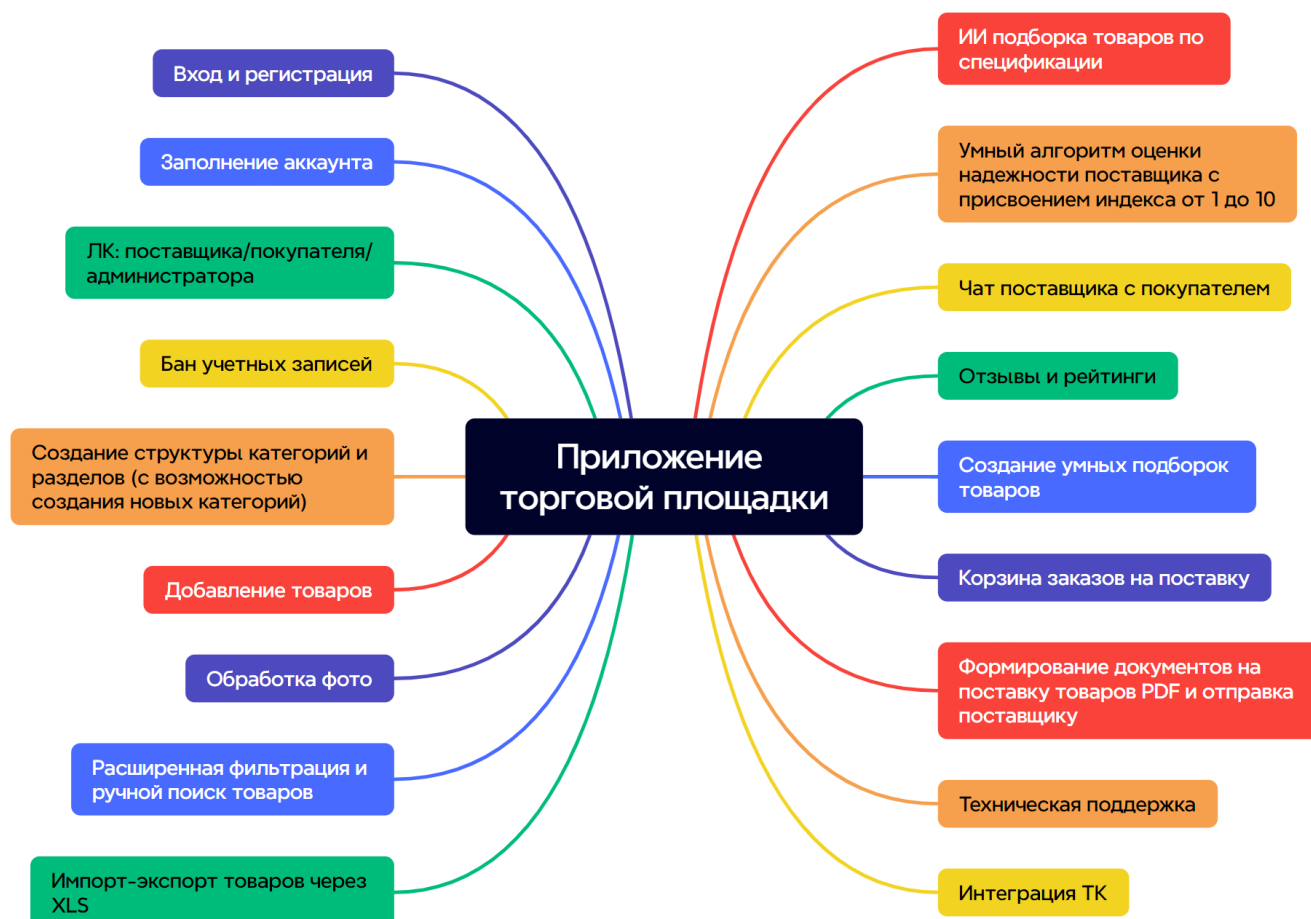 Вход и регистрация
Заполнение аккаунта
ЛК: поставщика/покупателя/
администратора
Бан учетных записей
Создание структуры категорий и
разделов (с возможностью
создания новых категорий)
Добавление товаров
Обработка фото
Расширенная фильтрация и
ручной поиск товаров
Импорт-экспорт товаров через
XLS
Приложение
торговой площадки
ИИ подборка товаров по
спецификации
Умный алгоритм оценки
надежности поставщика с
присвоением индекса от 1 до 10
Чат поставщика с покупателем
Отзывы и рейтинги
Создание умных подборок
товаров
Корзина заказов на поставку
Формирование документов на
поставку товаров PDF и отправка
поставщику
Техническая поддержка
Интеграция ТК